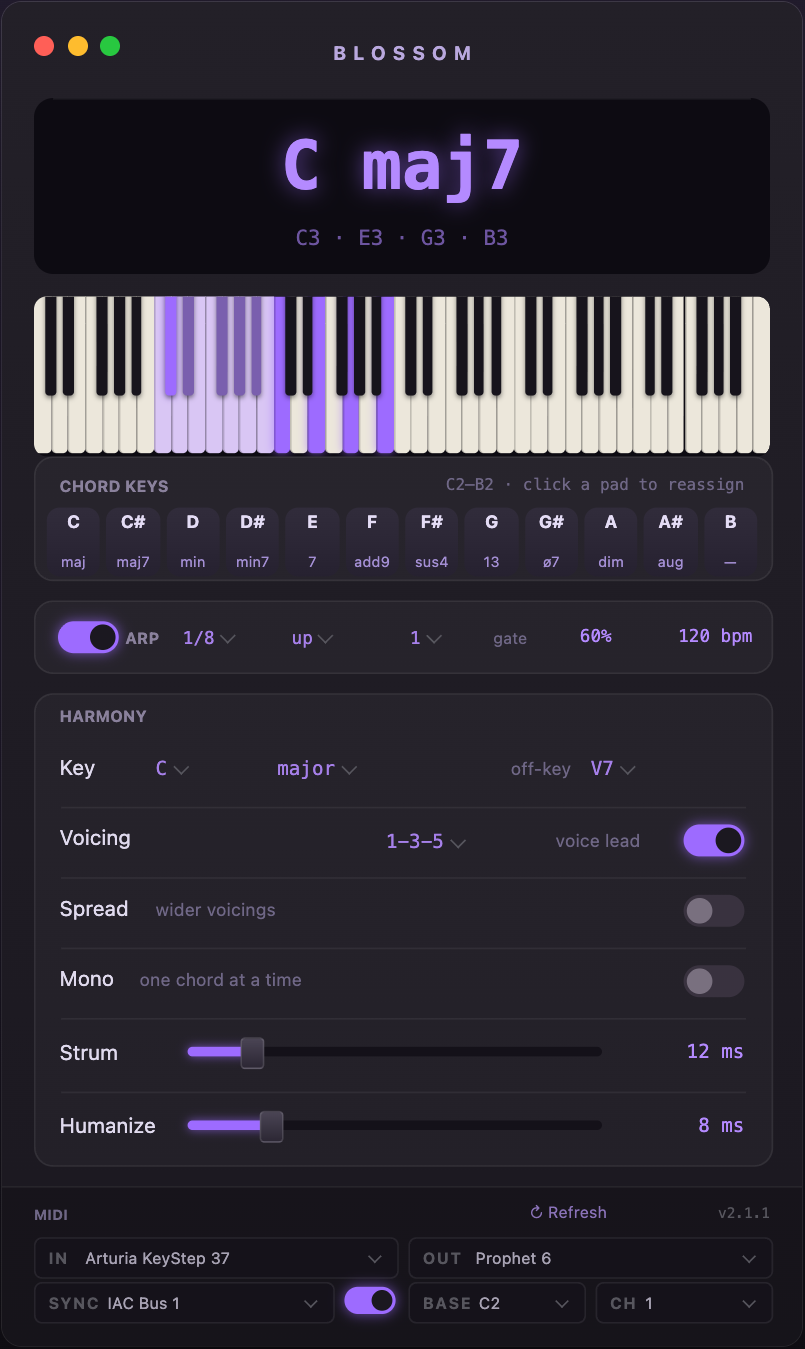 BLOSSOM
C maj7
C3 · E3 · G3 · B3
CHORD KEYS C2–B2 · click a pad to reassign
C C# D D# E F F# G G# A A# B
maj maj7 min min7 7 add9 sus4 13 ø7 dim aug —
ARP 1/8 up 1 gate 60% 120 bpm
HARMONY
Key C major off-key V7
Voicing 1–3–5 voice lead
Spread wider voicings
Mono one chord at a time
Strum 12 ms
Humanize 8 ms
MIDI ↻ Refresh v2.1.1
IN Arturia KeyStep 37 OUT Prophet 6
SYNC IAC Bus 1 BASE C2 CH 1